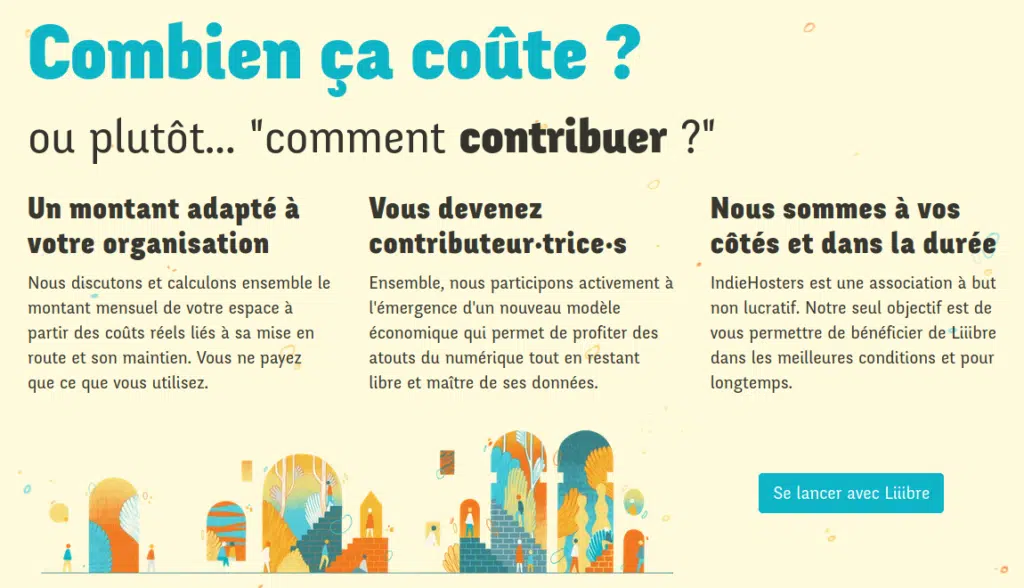 Combien ça coûte ?
ou plutôt... "comment contribuer ?"
Un montant adapté à
votre organisation
Nous discutons et calculons ensemble le
montant mensuel de votre espace à
partir des coûts réels liés à sa mise en
route et son maintien. Vous ne payez
que ce que vous utilisez.
Vous devenez
contributeur·trice·s
Ensemble, nous participons activement à
l'émergence d'un nouveau modèle
économique qui permet de profiter des
atouts du numérique tout en restant
libre et maître de ses données.
Nous sommes à vos
côtés et dans la durée
IndieHosters est une association à but
non lucratif. Notre seul objectif est de
vous permettre de bénéficier de Liiibre
dans les meilleures conditions et pour
longtemps.
Se lancer avec Liiibre